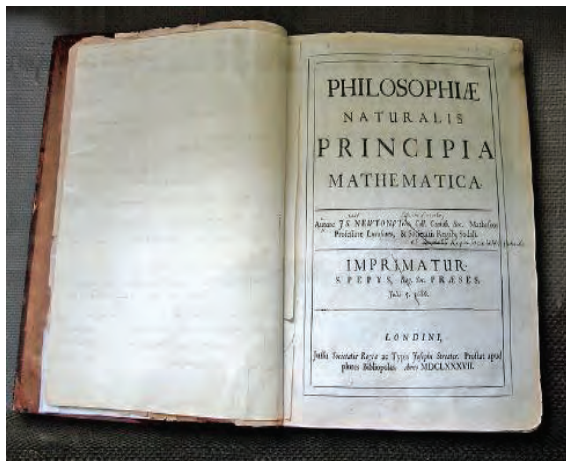 PHILOSOPHIÆ
NATURALIS
PRINCIPIA
MATHEMATICA.
Autore JS. NEWTON, Trin. Coll. Cantab. Soc. Matheseos
Professore Lucasiano, & Societatis Regalis Sodali.
IMPRIMATUR.
S. PEPYS, Reg. Soc. PRÆSES.
Julii 5. 1686.
LONDINI,
Jussu Societatis Regiæ ac Typis Josephi Streater. Prostat apud
plures Bibliopolas. Anno MDCLXXXVII.